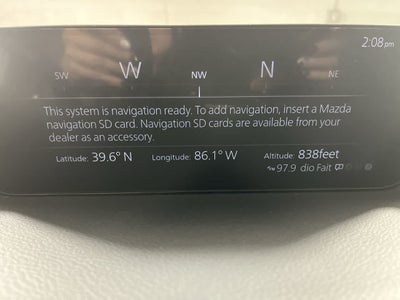 2:08pm
SW W NW N NE
This system is navigation ready. To add navigation, insert a Mazda
navigation SD card. Navigation SD cards are available from your
dealer as an accessory.
Latitude: 39.6° N Longitude: 86.1° W Altitude: 838feet
97.9 dio Fait